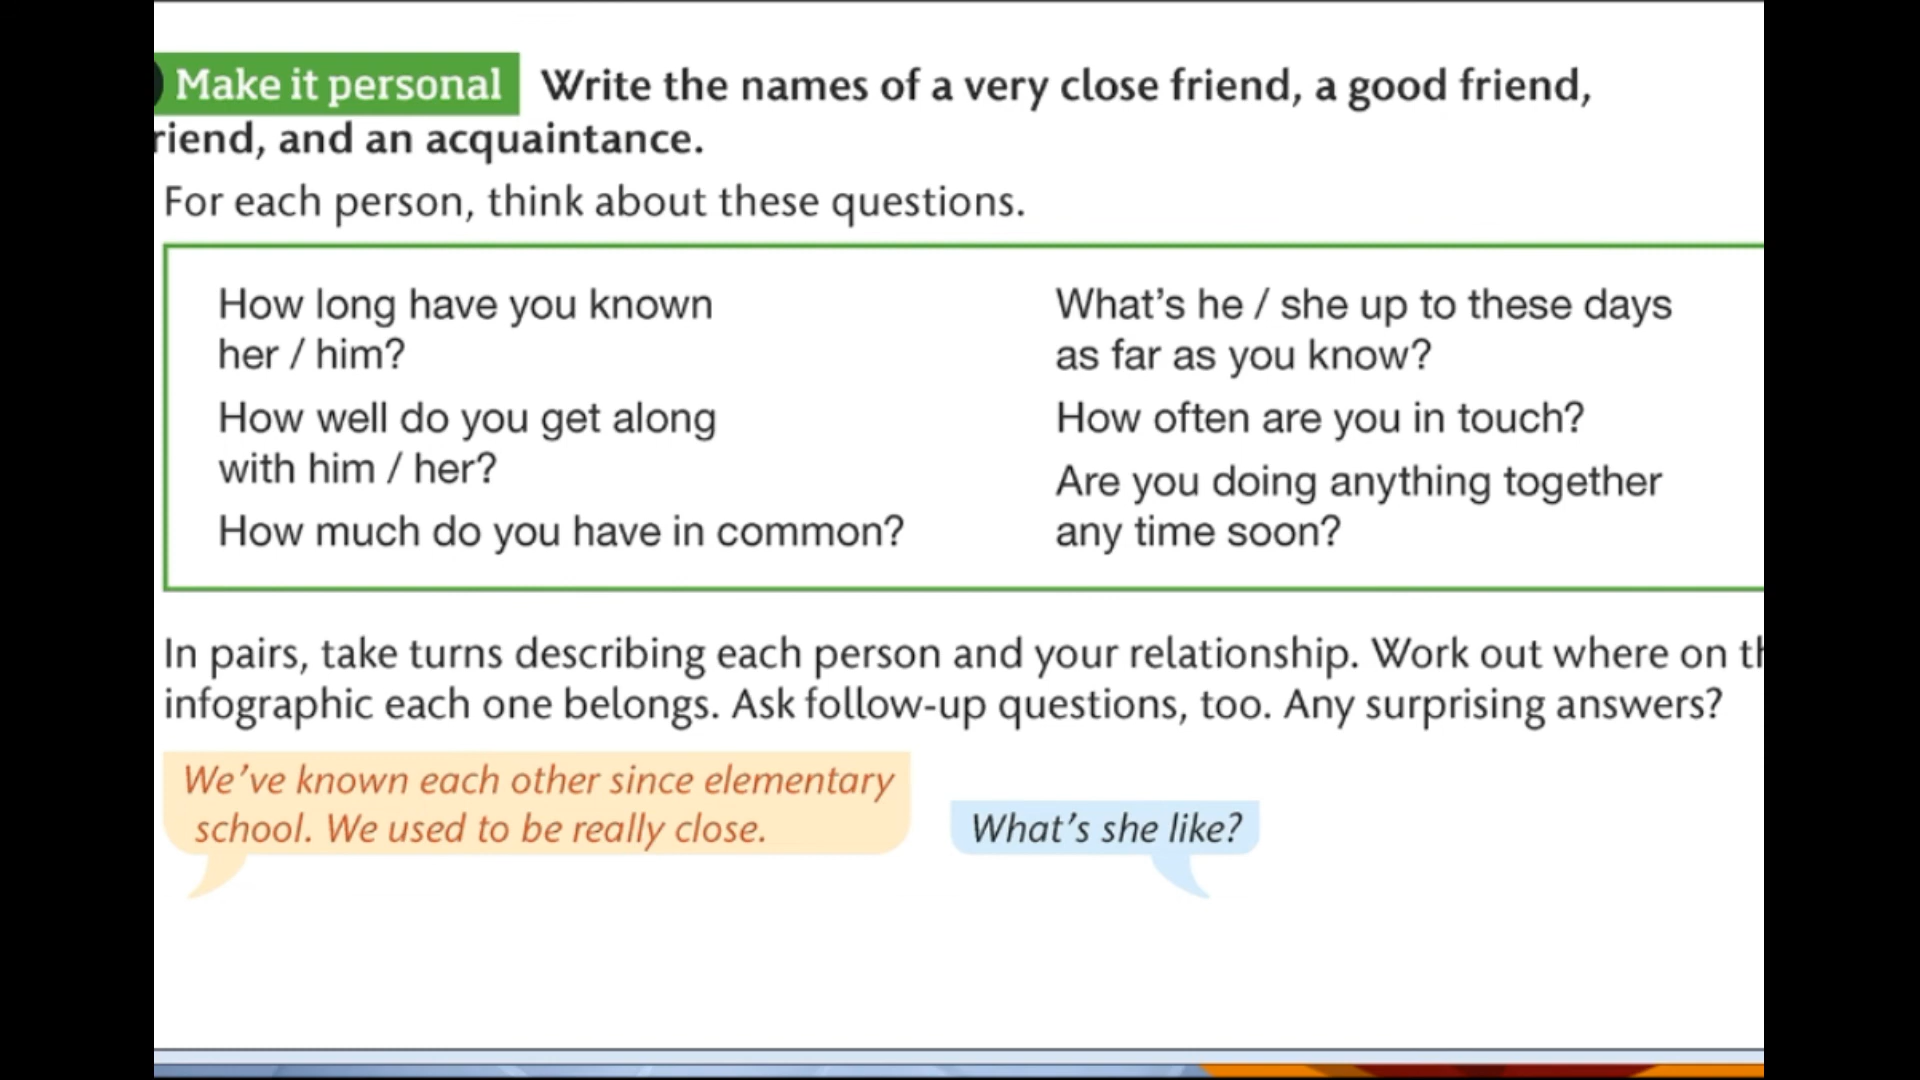 Make it personal Write the names of a very close friend, a good friend,
riend, and an acquaintance.
For each person, think about these questions.
How long have you known
her / him?
How well do you get along
with him / her?
How much do you have in common?
What's he / she up to these days
as far as you know?
How often are you in touch?
Are you doing anything together
any time soon?
In pairs, take turns describing each person and your relationship. Work out where on th
infographic each one belongs. Ask follow-up questions, too. Any surprising answers?
We've known each other since elementary
school. We used to be really close.
What's she like?